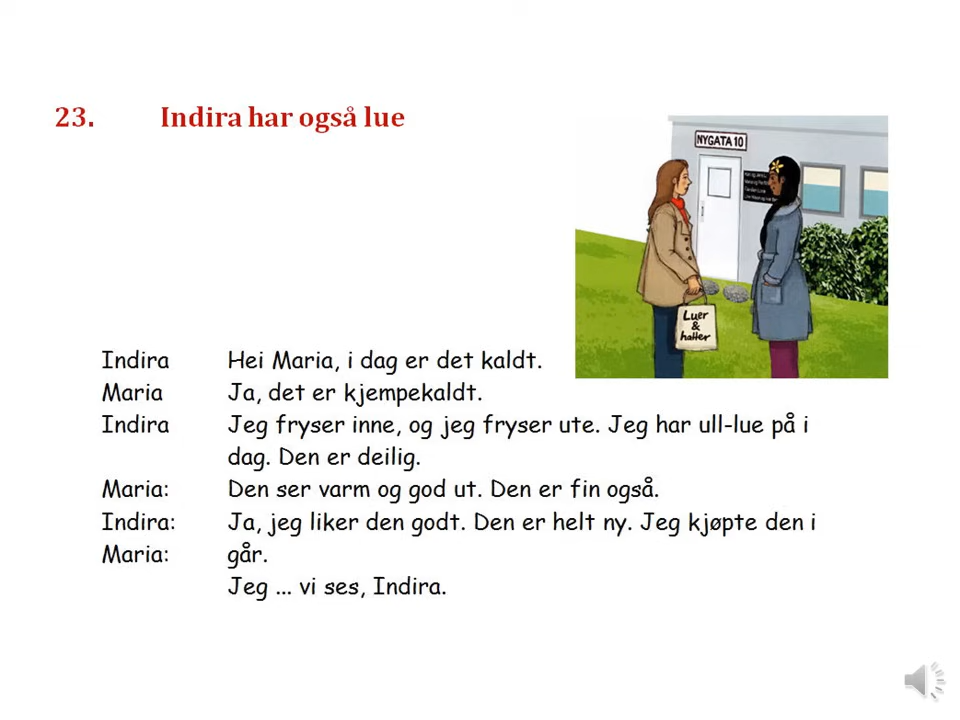 23. Indira har også lue
NYGATA 10
Luer
&
hatter
Indira Hei Maria, i dag er det kaldt.
Maria Ja, det er kjempekaldt.
Indira Jeg fryser inne, og jeg fryser ute. Jeg har ull-lue på i
dag. Den er deilig.
Maria: Den ser varm og god ut. Den er fin også.
Indira: Ja, jeg liker den godt. Den er helt ny. Jeg kjøpte den i
Maria: går.
Jeg ... vi ses, Indira.